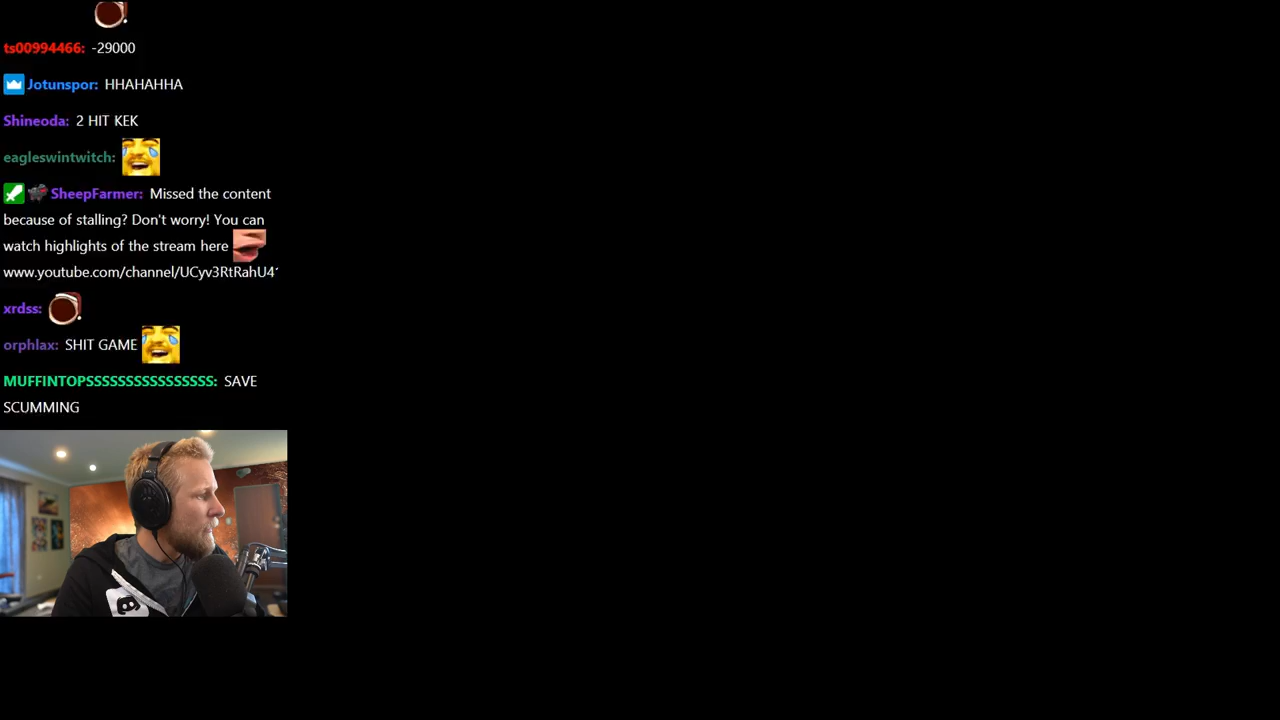 ts00994466: -29000
Jotunspor: HHAHAHHA
Shineoda: 2 HIT KEK
eagleswintwitch:
SheepFarmer: Missed the content
because of stalling? Don't worry! You can
watch highlights of the stream here
www.youtube.com/channel/UCyv3RtRahU4
xrdss:
orphlax: SHIT GAME
MUFFINTOPSSSSSSSSSSSSSSSS: SAVE
SCUMMING